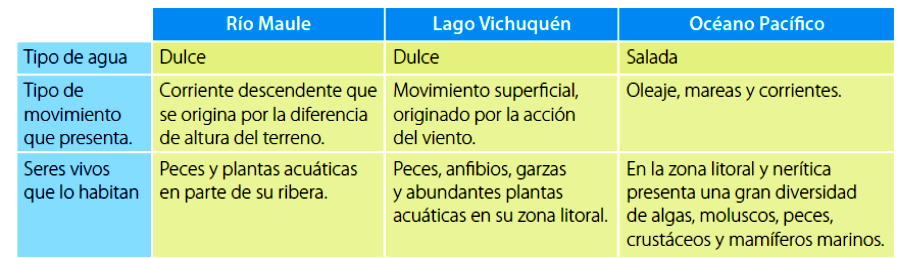 Río Maule
Lago Vichuquén
Océano Pacífico
Tipo de agua
Dulce
Dulce
Salada
Tipo de
movimiento
que presenta.
Corriente descendente que
se origina por la diferencia
de altura del terreno.
Movimiento superficial,
originado por la acción
del viento.
Oleaje, mareas y corrientes.
Seres vivos
que lo habitan
Peces y plantas acuáticas
en parte de su ribera.
Peces, anfibios, garzas
y abundantes plantas
acuáticas en su zona litoral.
En la zona litoral y nerítica
presenta una gran diversidad
de algas, moluscos, peces,
crustáceos y mamíferos marinos.